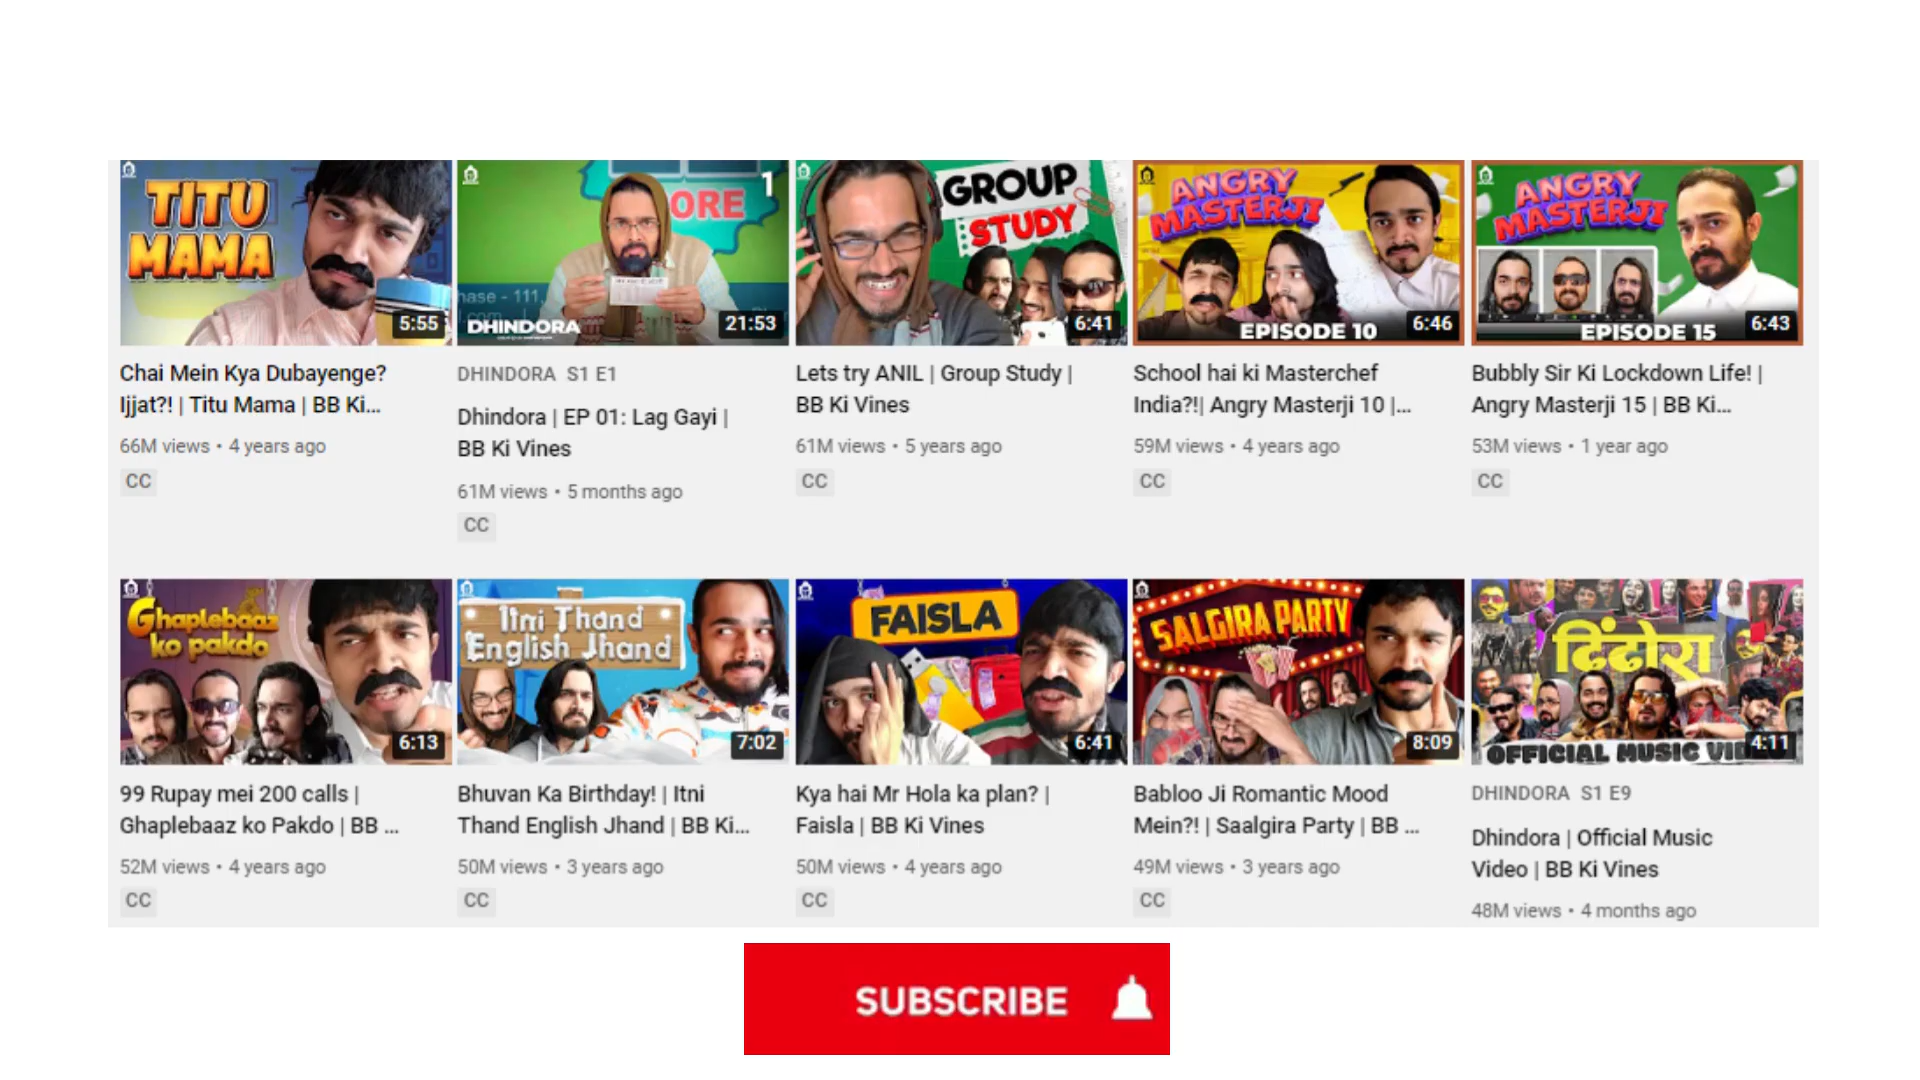 TITU
MAMA
5:55
1
ORE
hase - 111,
DHINDORA
21:53
GROUP
STUDY
6:41
ANGRY
MASTERJI
EPISODE 10
6:46
ANGRY
MASTERJI
EPISODE 15
6:43
Chai Mein Kya Dubayenge?
Ijjat?! | Titu Mama | BB Ki...
66M views • 4 years ago
CC
DHINDORA S1 E1
Dhindora | EP 01: Lag Gayi |
BB Ki Vines
61M views • 5 months ago
CC
Lets try ANIL | Group Study |
BB Ki Vines
61M views • 5 years ago
CC
School hai ki Masterchef
India?!| Angry Masterji 10 |...
59M views • 4 years ago
CC
Bubbly Sir Ki Lockdown Life! |
Angry Masterji 15 | BB Ki...
53M views • 1 year ago
CC
Ghaplebaaz
ko pakdo
6:13
Itni Thand
English Jhand
7:02
FAISLA
6:41
SALGIRA PARTY
8:09
ढिंढोरा
OFFICIAL MUSIC VI
4:11
99 Rupay mei 200 calls |
Ghaplebaaz ko Pakdo | BB ...
52M views • 4 years ago
CC
Bhuvan Ka Birthday! | Itni
Thand English Jhand | BB Ki...
50M views • 3 years ago
CC
Kya hai Mr Hola ka plan? |
Faisla | BB Ki Vines
50M views • 4 years ago
CC
Babloo Ji Romantic Mood
Mein?! | Saalgira Party | BB ...
49M views • 3 years ago
CC
DHINDORA S1 E9
Dhindora | Official Music
Video | BB Ki Vines
48M views • 4 months ago
SUBSCRIBE